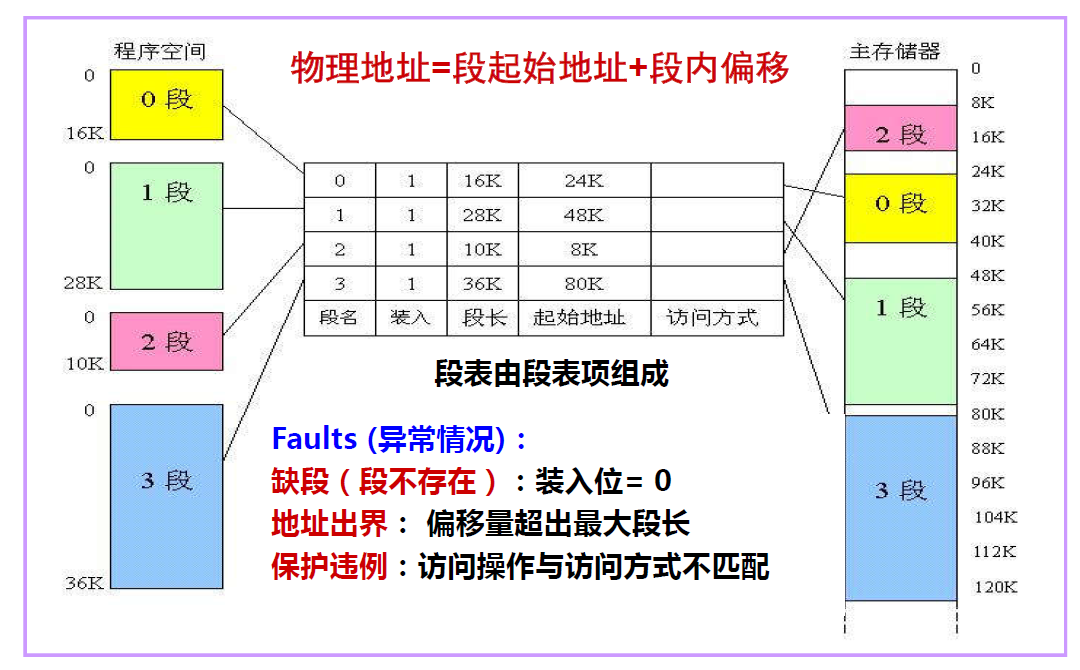 程序空间
物理地址=段起始地址+段内偏移
主存储器
0
0 段
16K
0
1 段
28K
0
2 段
10K
0
3 段
36K
0 1 16K 24K
1 1 28K 48K
2 1 10K 8K
3 1 36K 80K
段名 装入 段长 起始地址 访问方式
段表由段表项组成
Faults (异常情况)：
缺段（段不存在）：装入位= 0
地址出界： 偏移量超出最大段长
保护违例：访问操作与访问方式不匹配
0
8K
2 段
16K
24K
0 段
32K
40K
48K
1 段
56K
64K
72K
80K
88K
3 段
96K
104K
112K
120K